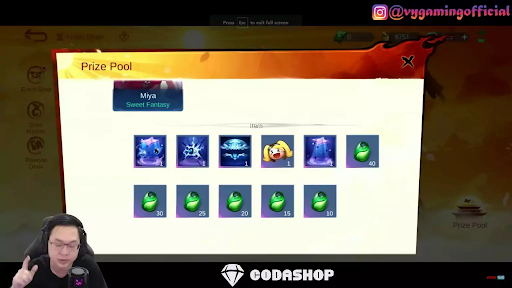 @vygamingofficial
Press Esc to exit full screen
Prize Pool
Miya
Sweet Fantasy
Item
1
1
1
1
1
40
30
25
20
15
10
Prize Pool
CODASHOP